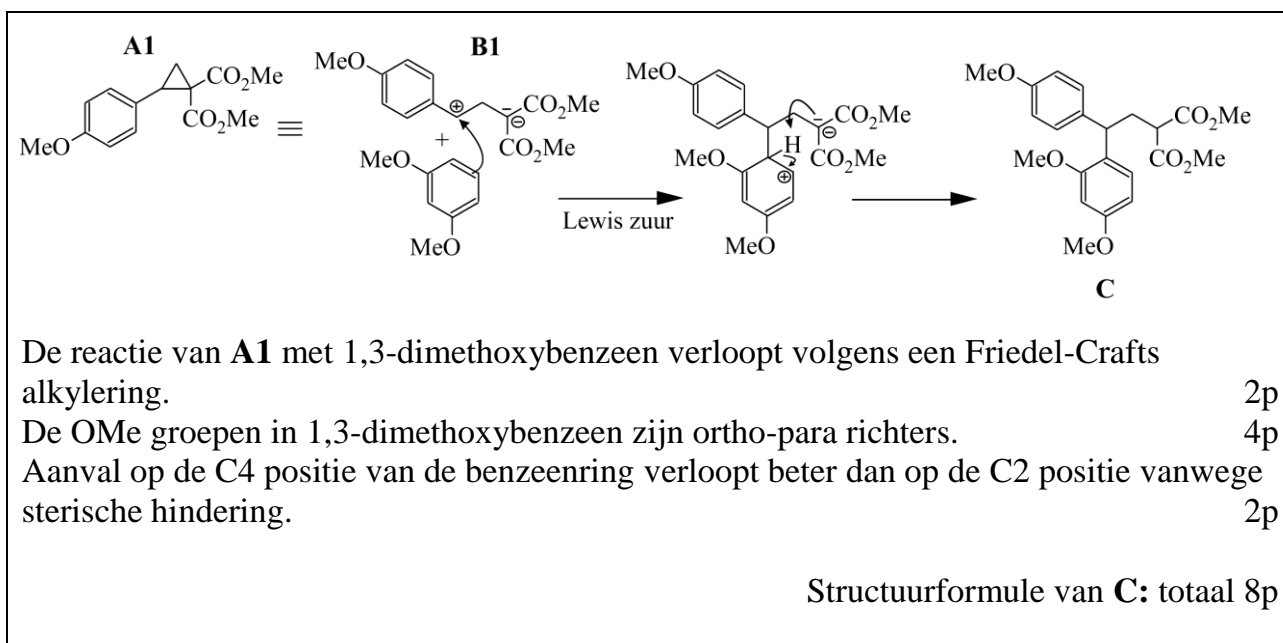 A1
B1
MeO
CO₂Me
CO₂Me
MeO
≡
MeO
⊕
⊖
CO₂Me
CO₂Me
+
MeO
MeO
Lewis zuur
MeO
CO₂Me
⊖
H
CO₂Me
MeO
⊕
MeO
MeO
CO₂Me
CO₂Me
MeO
MeO
C
De reactie van A1 met 1,3-dimethoxybenzeen verloopt volgens een Friedel-Crafts
alkylering. 2p
De OMe groepen in 1,3-dimethoxybenzeen zijn ortho-para richters. 4p
Aanval op de C4 positie van de benzeenring verloopt beter dan op de C2 positie vanwege
sterische hindering. 2p
Structuurformule van C: totaal 8p